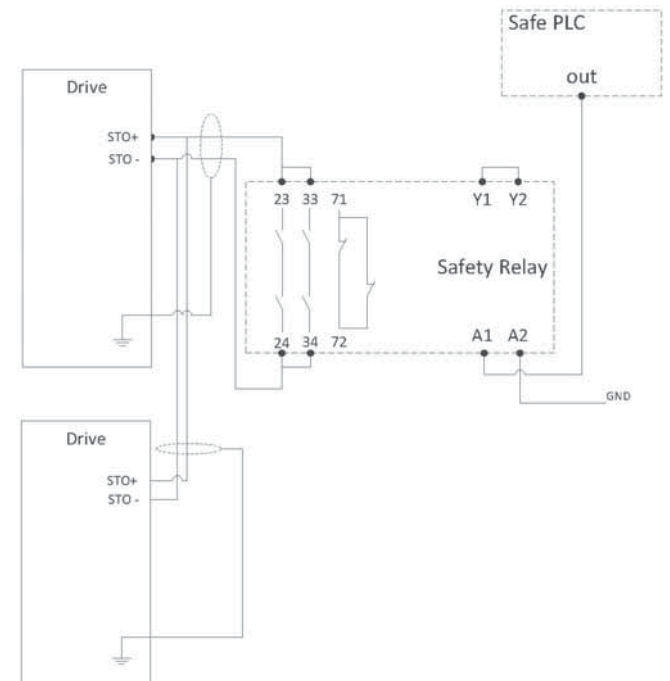 Safe PLC
out
Drive
STO+
STO -
23 33 71
Y1 Y2
Safety Relay
24 34 72
A1 A2
GND
Drive
STO+
STO -